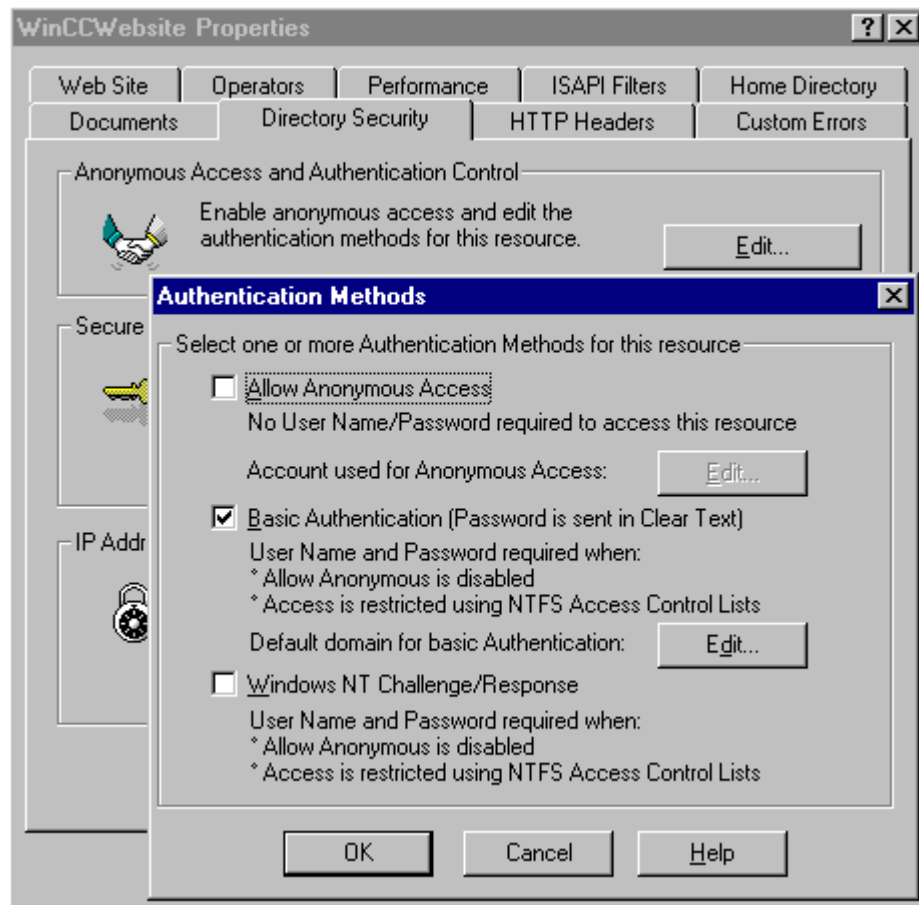 WinCCWebsite Properties
Web Site Operators Performance ISAPI Filters Home Directory
Documents Directory Security HTTP Headers Custom Errors
Anonymous Access and Authentication Control
Enable anonymous access and edit the
authentication methods for this resource.
Edit...
Authentication Methods
Secure
Select one or more Authentication Methods for this resource
Allow Anonymous Access
No User Name/Password required to access this resource
Account used for Anonymous Access: Edit...
Basic Authentication (Password is sent in Clear Text)
IP Addr
User Name and Password required when:
* Allow Anonymous is disabled
* Access is restricted using NTFS Access Control Lists
Default domain for basic Authentication: Edit...
Windows NT Challenge/Response
User Name and Password required when:
* Allow Anonymous is disabled
* Access is restricted using NTFS Access Control Lists
OK Cancel Help